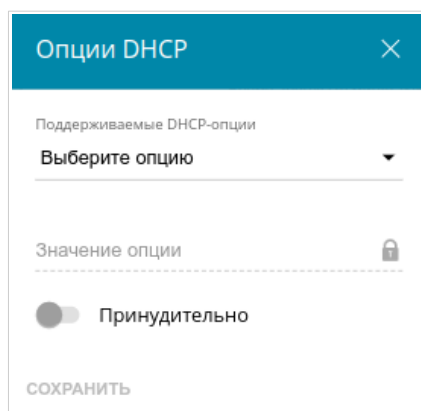 Опции DHCP
Поддерживаемые DHCP-опции
Выберите опцию
Значение опции
Принудительно
СОХРАНИТЬ